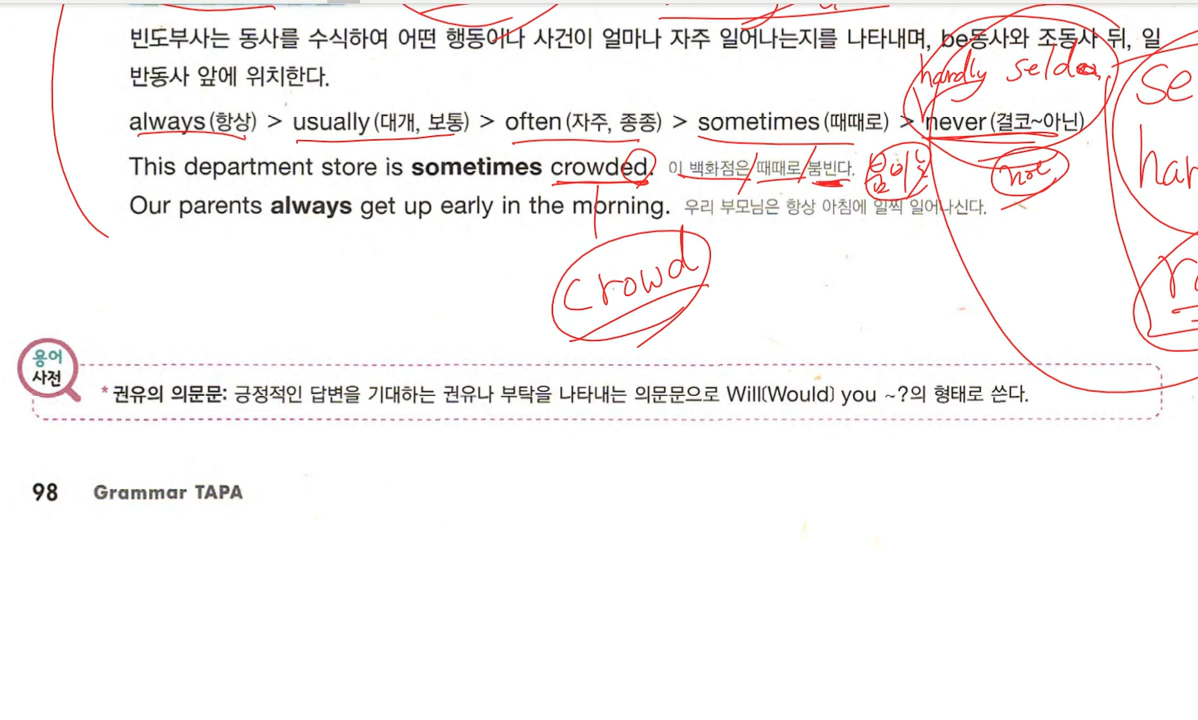 빈도부사는 동사를 수식하여 어떤 행동이나 사건이 얼마나 자주 일어나는지를 나타내며, be동사와 조동사 뒤, 일
반동사 앞에 위치한다.
hardly seldom
se
har
always(항상) > usually(대개, 보통) > often(자주, 종종) > sometimes(때때로) > never(결코~아닌)
This department store is sometimes crowded. 이 백화점은 때때로 붐빈다.
not
Our parents always get up early in the morning. 우리 부모님은 항상 아침에 일찍 일어나신다.
crowd
용어
사전
* 권유의 의문문: 긍정적인 답변을 기대하는 권유나 부탁을 나타내는 의문문으로 Will(Would) you ~?의 형태로 쓴다.
98 Grammar TAPA